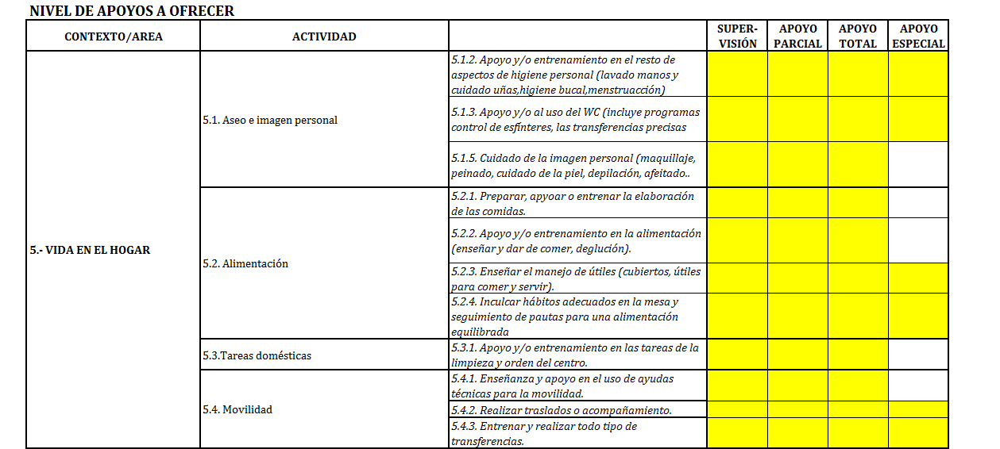 NIVEL DE APOYOS A OFRECER
CONTEXTO/AREA
ACTIVIDAD
SUPER-
VISIÓN
APOYO
PARCIAL
APOYO
TOTAL
APOYO
ESPECIAL
5.- VIDA EN EL HOGAR
5.1. Aseo e imagen personal
5.1.2. Apoyo y/o entrenamiento en el resto de
aspectos de higiene personal (lavado manos y
cuidado uñas,higiene bucal,menstruacción)
5.1.3. Apoyo y/o al uso del WC (incluye programas
control de esfínteres, las transferencias precisas
5.1.5. Cuidado de la imagen personal (maquillaje,
peinado, cuidado de la piel, depilación, afeitado..
5.2. Alimentación
5.2.1. Preparar, apyoar o entrenar la elaboración
de las comidas.
5.2.2. Apoyo y/o entrenamiento en la alimentación
(enseñar y dar de comer, deglución).
5.2.3. Enseñar el manejo de útiles (cubiertos, útiles
para comer y servir).
5.2.4. Inculcar hábitos adecuados en la mesa y
seguimiento de pautas para una alimentación
equilibrada
5.3.Tareas domésticas
5.3.1. Apoyo y/o entrenamiento en las tareas de la
limpieza y orden del centro.
5.4. Movilidad
5.4.1. Enseñanza y apoyo en el uso de ayudas
técnicas para la movilidad.
5.4.2. Realizar traslados o acompañamiento.
5.4.3. Entrenar y realizar todo tipo de
transferencias.